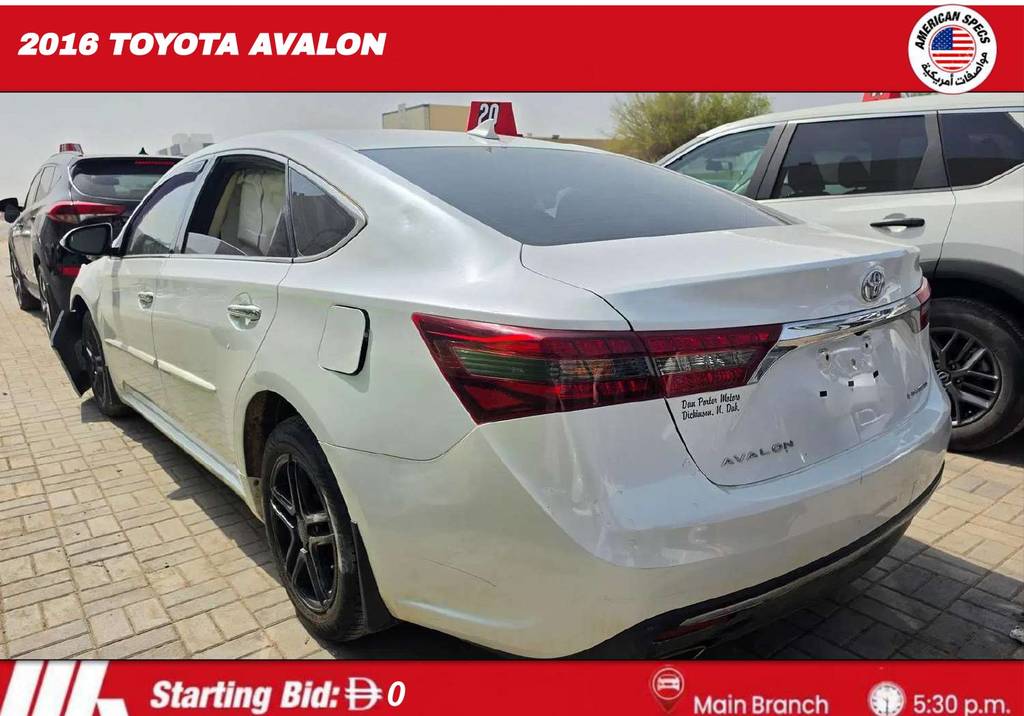 2016 TOYOTA AVALON
AMERICAN SPECS
مواصفات أمريكية
20
Dan Porter Motors
Dickinson, N. Dak.
AVALON
Starting Bid: 0
Main Branch
5:30 p.m.